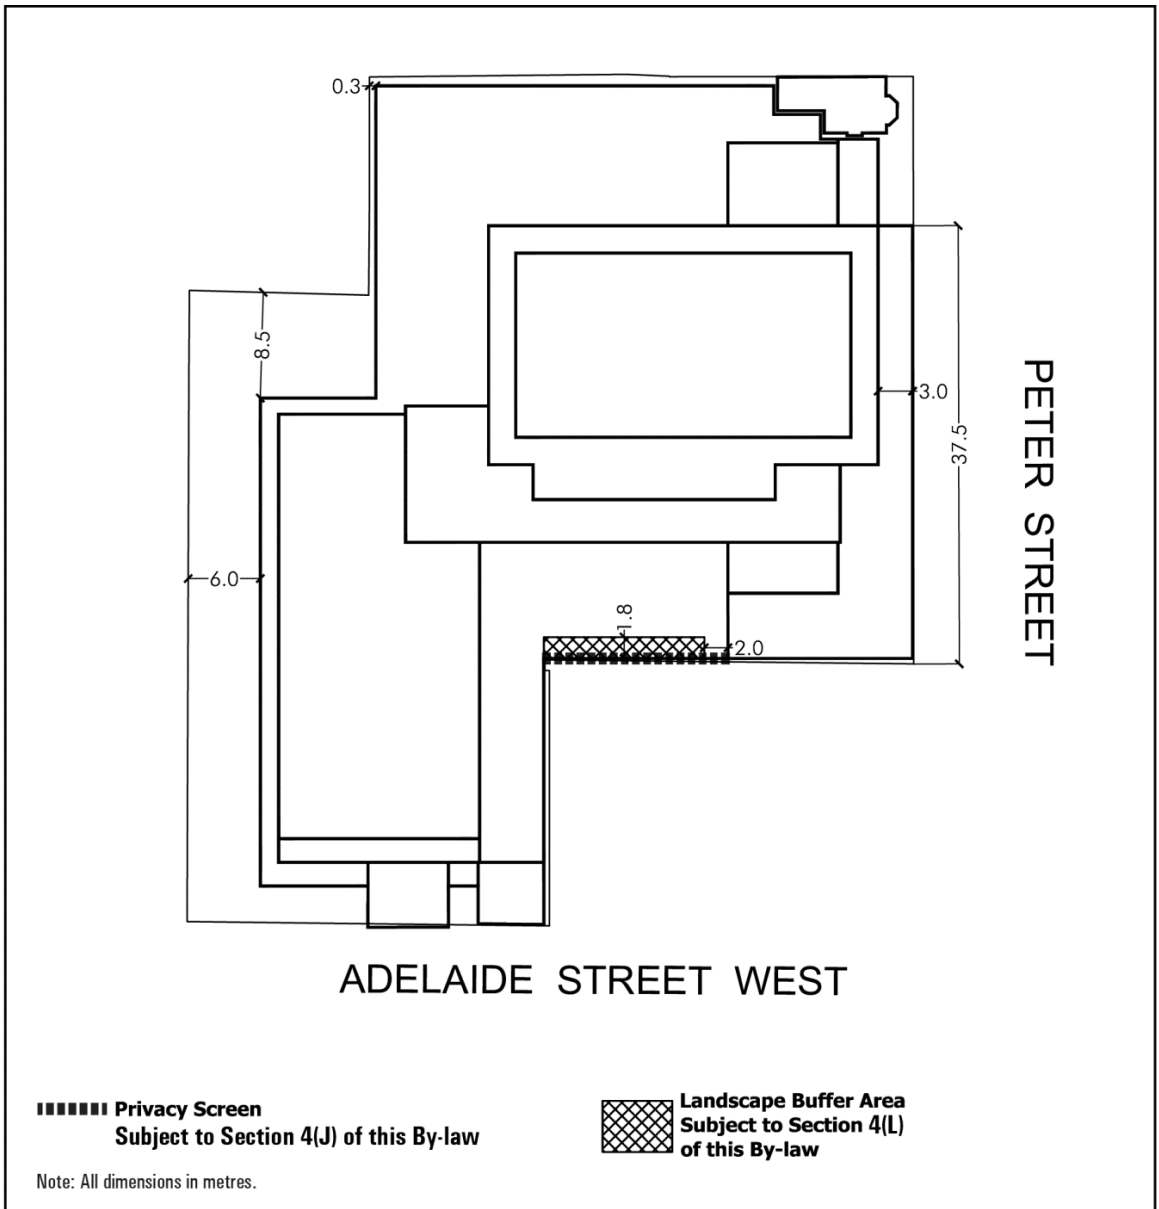 0.3
8.5
3.0
37.5
PETER STREET
6.0
1.8
2.0
ADELAIDE STREET WEST
Privacy Screen
Subject to Section 4(J) of this By-law
Landscape Buffer Area
Subject to Section 4(L)
of this By-law
Note: All dimensions in metres.